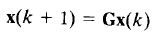 x(k + 1) = Gx(k)